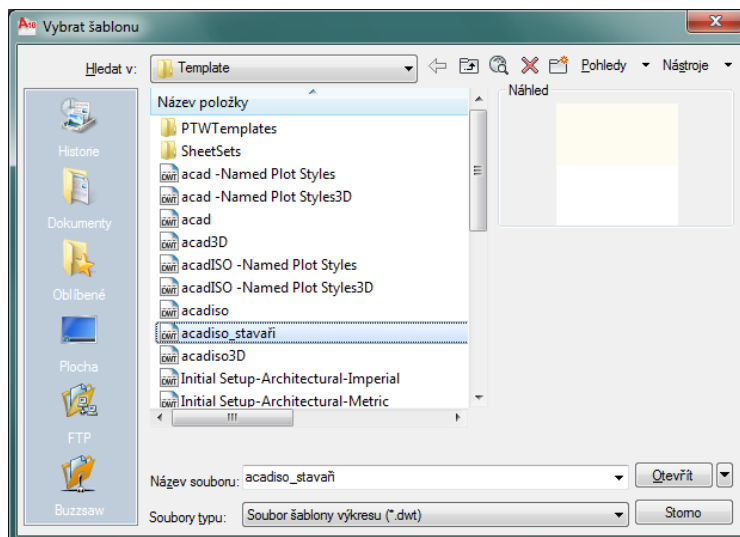 Vybrat šablonu
Hledat v: Template Pohledy Nástroje
Název položky
Náhled
PTWTemplates
SheetSets
acad -Named Plot Styles
acad -Named Plot Styles3D
acad
acad3D
acadISO -Named Plot Styles
acadISO -Named Plot Styles3D
acadiso
acadiso_stavaři
acadiso3D
Initial Setup-Architectural-Imperial
Initial Setup-Architectural-Metric
Historie
Dokumenty
Oblíbené
Plocha
FTP
Buzzsaw
Název souboru: acadiso_stavaři Otevřít
Soubory typu: Soubor šablony výkresu (*.dwt) Storno